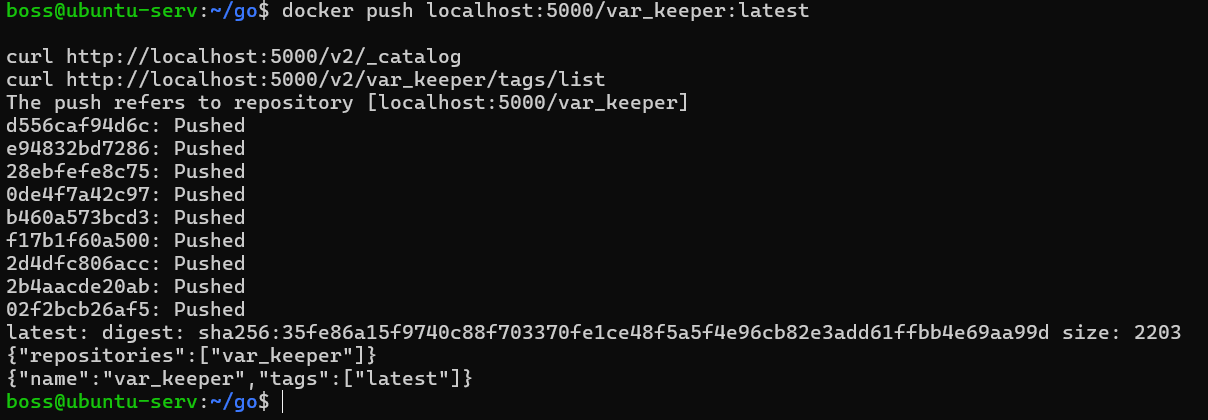 boss@ubuntu-serv:~/go$ docker push localhost:5000/var_keeper:latest
curl http://localhost:5000/v2/_catalog
curl http://localhost:5000/v2/var_keeper/tags/list
The push refers to repository [localhost:5000/var_keeper]
d556caf94d6c: Pushed
e94832bd7286: Pushed
28ebfefe8c75: Pushed
0de4f7a42c97: Pushed
b460a573bcd3: Pushed
f17b1f60a500: Pushed
2d4dfc806acc: Pushed
2b4aacde20ab: Pushed
02f2bcb26af5: Pushed
latest: digest: sha256:35fe86a15f9740c88f703370fe1ce48f5a5f4e96cb82e3add61ffbb4e69aa99d size: 2203
{"repositories":["var_keeper"]}
{"name":"var_keeper","tags":["latest"]}
boss@ubuntu-serv:~/go$